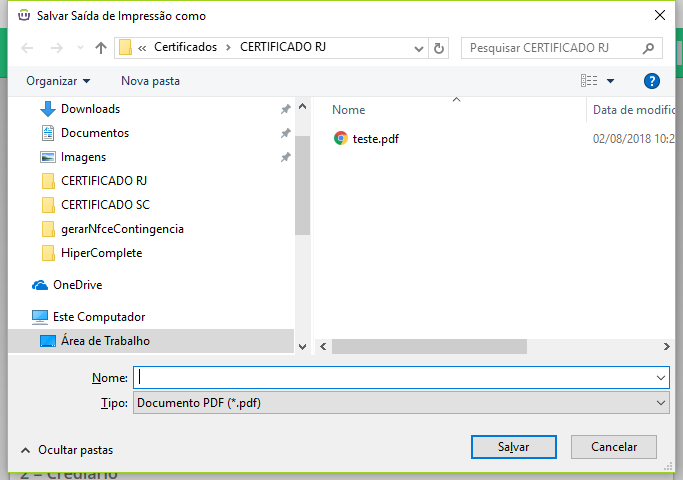 Salvar Saída de Impressão como
« Certificados > CERTIFICADO RJ
Pesquisar CERTIFICADO RJ
Organizar
Nova pasta
?
Downloads
Documentos
Imagens
CERTIFICADO RJ
CERTIFICADO SC
gerarNfceContingencia
HiperComplete
OneDrive
Este Computador
Área de Trabalho
Nome
Data de modific
teste.pdf
02/08/2018 10:2
Nome:
Tipo: Documento PDF (*.pdf)
Ocultar pastas
Salvar
Cancelar
2 – Crediário